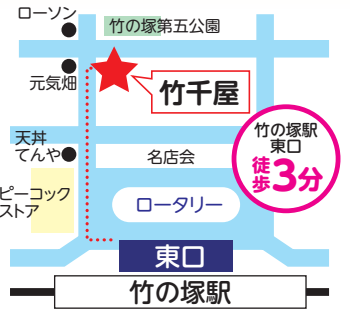 ローソン
竹の塚第五公園
元気畑
竹千屋
天丼
てんや
名店会
竹の塚駅
東口
徒歩3分
ピーコック
ストア
ロータリー
東口
竹の塚駅